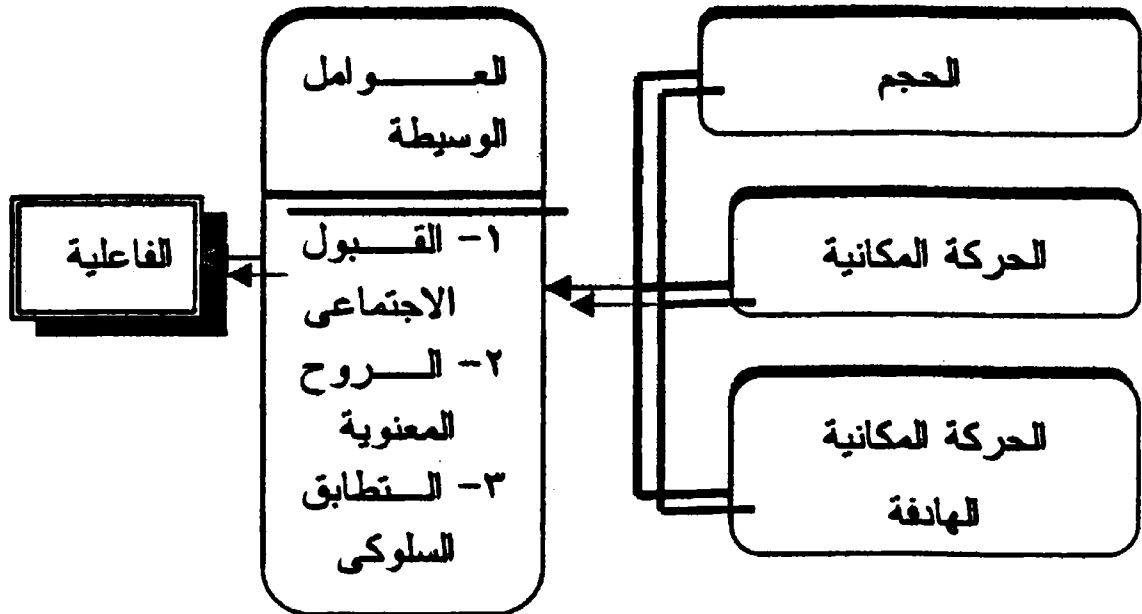 الحجم
الحركة المكانية
الحركة المكانية
الهادفة
العوامل
الوسيطة
١- القبول
الاجتماعى
٢- الروح
المعنوية
٣- التطابق
السلوكى
الفاعلية